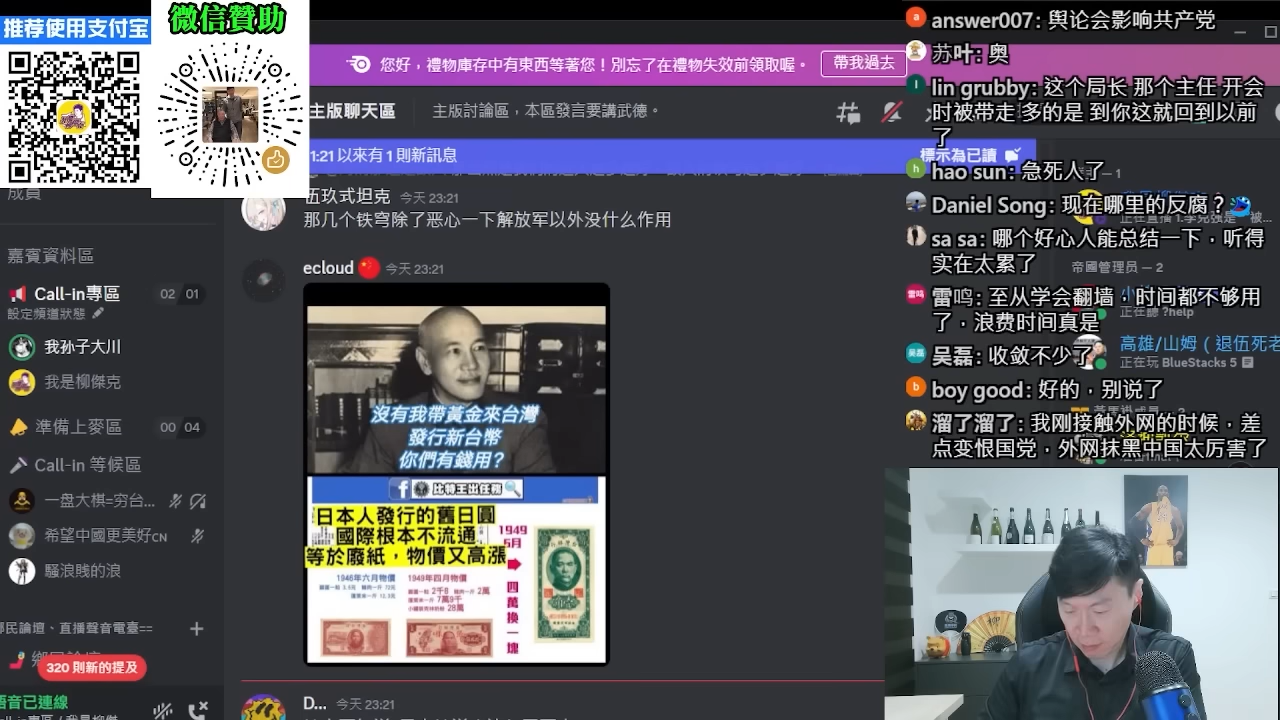 推荐使用支付宝
微信贊助
您好，禮物庫存中有東西等著您！別忘了在禮物失效前領取喔。
帶我過去
主版聊天區
主版討論區，本區發言要講武德。
1:21 以來有 1 則新訊息
標示為已讀
成員
嘉賓資料區
Call-in專區
02 01
設定頻道狀態
我孙子大川
我是柳傑克
準備上麥區
00 04
Call-in 等候區
一盘大棋=穷台...
希望中國更美好CN
騷浪賤的浪
民論壇、直播聲音電臺==
320 則新的提及
語音已連線
伍玖式坦克 今天 23:21
那几个铁穹除了恶心一下解放军以外没什么作用
ecloud 今天 23:21
沒有我帶黃金來台灣
發行新台幣
你們有錢用？
比特王出任務
日本人發行的舊日圓
國際根本不流通
等於廢紙，物價又高漲
1949
5月
四萬換一塊
1946年六月物價
1949年四月物價
D... 今天 23:21
answer007: 舆论会影响共产党
苏叶: 奥
lin grubby: 这个局长 那个主任 开会
时被带走 多的是 到你这就回到以前
了
hao sun: 急死人了
Daniel Song: 现在哪里的反腐？
sa sa: 哪个好心人能总结一下，听得
实在太累了
帝國管理員 — 2
雷鸣: 至从学会翻墙，时间都不够用
了，浪费时间真是
正在聽 ?help
高雄/山姆（退伍死老
正在玩 BlueStacks 5
吴磊: 收敛不少了
boy good: 好的，别说了
溜了溜了: 我刚接触外网的时候，差
点变恨国党，外网抹黑中国太厉害了